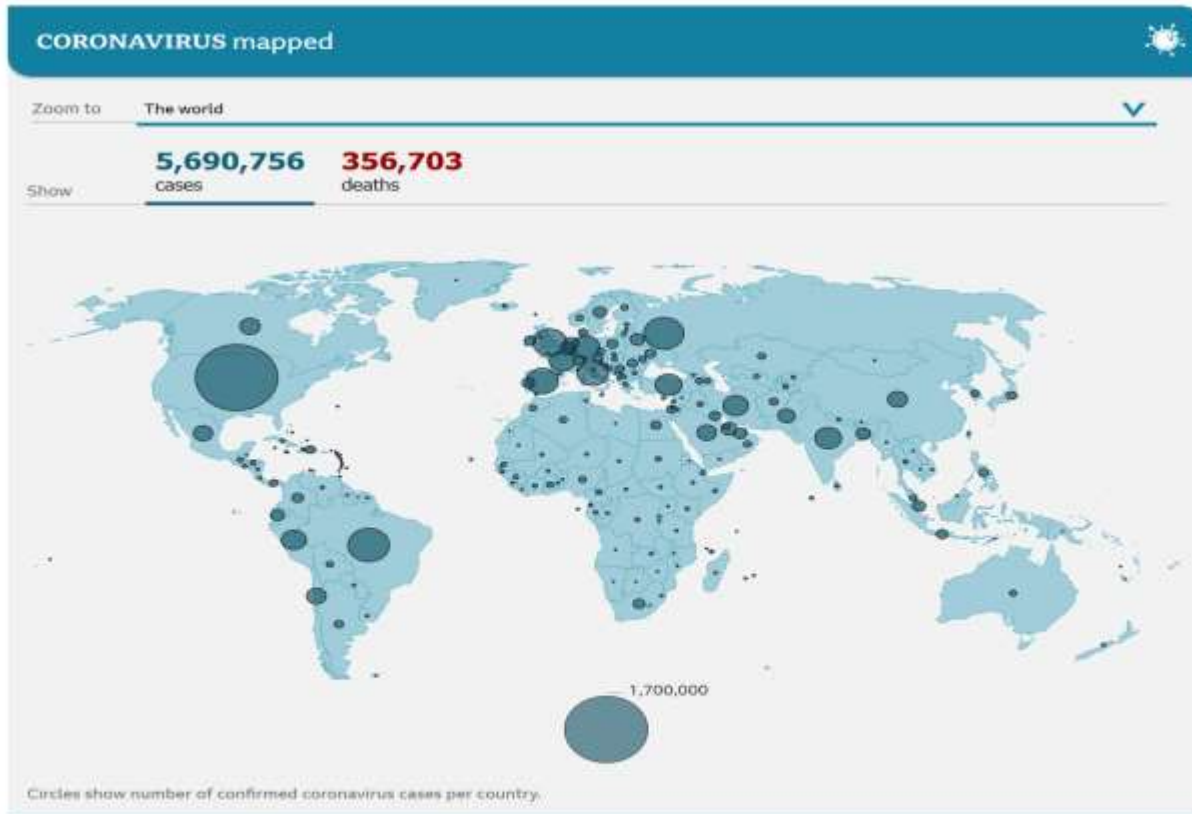 CORONAVIRUS mapped
Zoom to The world
5,690,756 356,703
Show cases deaths
1,700,000
Circles show number of confirmed coronavirus cases per country.